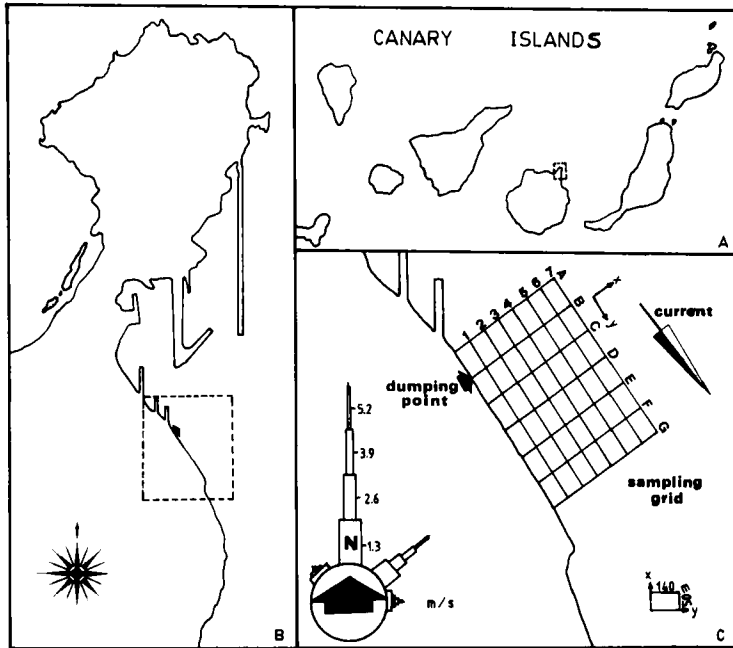 CANARY ISLANDS
A
B
1 2 3 4 5 6 7 A
B
C
D
E
F
G
x
y
current
dumping
point
sampling
grid
5.2
3.9
2.6
1.3
N
m/s
x
140
y
C